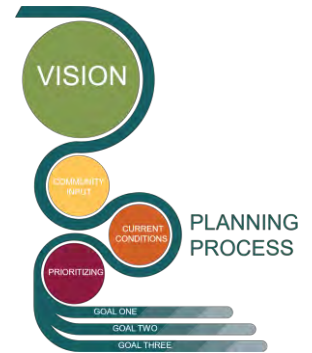 VISION
COMMUNITY
INPUT
CURRENT
CONDITIONS
PLANNING
PROCESS
PRIORITIZING
GOAL ONE
GOAL TWO
GOAL THREE